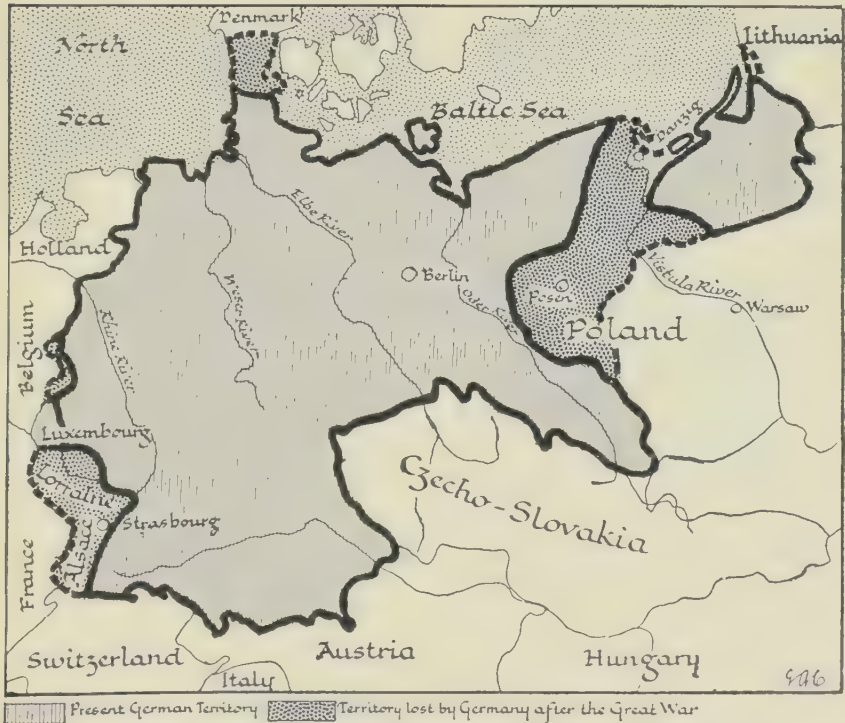 Denmark
North
Sea
Lithuania
Baltic Sea
Danzig
Elbe River
Holland
Berlin
Weser River
Oder River
Posen
Vistula River
Warsaw
Poland
Rhine River
Belgium
Luxembourg
Lorraine
Strasbourg
Alsace
Czecho-Slovakia
France
Switzerland
Austria
Italy
Hungary
Present German Territory
Territory lost by Germany after the Great War